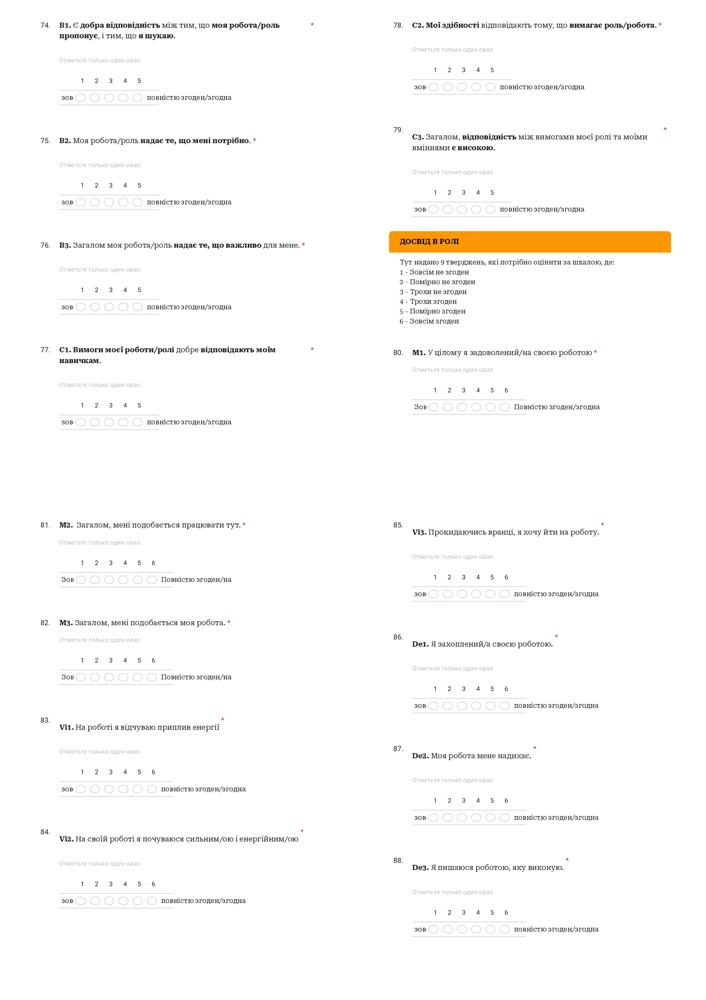 74. B1. Є добра відповідність між тим, що моя робота/роль *
пропонує, і тим, що я шукаю.
Отметьте только один овал.
1 2 3 4 5
зов повністю згоден/згодна
75. B2. Моя робота/роль надає те, що мені потрібно. *
Отметьте только один овал.
1 2 3 4 5
зов повністю згоден/згодна
76. B3. Загалом моя робота/роль надає те, що важливо для мене. *
Отметьте только один овал.
1 2 3 4 5
зов повністю згоден/згодна
77. C1. Вимоги моєї роботи/ролі добре відповідають моїм *
навичкам.
Отметьте только один овал.
1 2 3 4 5
зов повністю згоден/згодна
78. C2. Мої здібності відповідають тому, що вимагає роль/робота. *
Отметьте только один овал.
1 2 3 4 5
зов повністю згоден/згодна
79. *
C3. Загалом, відповідність між вимогами моєї ролі та моїми
вміннями є високою.
Отметьте только один овал.
1 2 3 4 5
зов повністю згоден/згодна
ДОСВІД В РОЛІ
Тут надано 9 тверджень, які потрібно оцінити за шкалою, де:
1 - Зовсім не згоден
2 - Помірно не згоден
3 - Трохи не згоден
4 - Трохи згоден
5 - Помірно згоден
6 - Зовсім згоден
80. M1. У цілому я задоволений/на своєю роботою *
Отметьте только один овал.
1 2 3 4 5 6
Зов Повністю згоден/згодна
81. M2. Загалом, мені подобається працювати тут. *
Отметьте только один овал.
1 2 3 4 5 6
Зов Повністю згоден/на
82. M3. Загалом, мені подобається моя робота. *
Отметьте только один овал.
1 2 3 4 5 6
Зов Повністю згоден/на
83. *
Vi1. На роботі я відчуваю приплив енергії
Отметьте только один овал.
1 2 3 4 5 6
зов повністю згоден/згодна
84. *
Vi2. На своїй роботі я почуваюся сильним/ою і енергійним/ою
Отметьте только один овал.
1 2 3 4 5 6
зов повністю згоден/згодна
85. *
Vi3. Прокидаючись вранці, я хочу йти на роботу.
Отметьте только один овал.
1 2 3 4 5 6
зов повністю згоден/згодна
86. *
De1. Я захоплений/а своєю роботою.
Отметьте только один овал.
1 2 3 4 5 6
зов повністю згоден/згодна
87. *
De2. Моя робота мене надихає.
Отметьте только один овал.
1 2 3 4 5 6
зов повністю згоден/згодна
88. *
De3. Я пишаюся роботою, яку виконую.
Отметьте только один овал.
1 2 3 4 5 6
зов повністю згоден/згодна